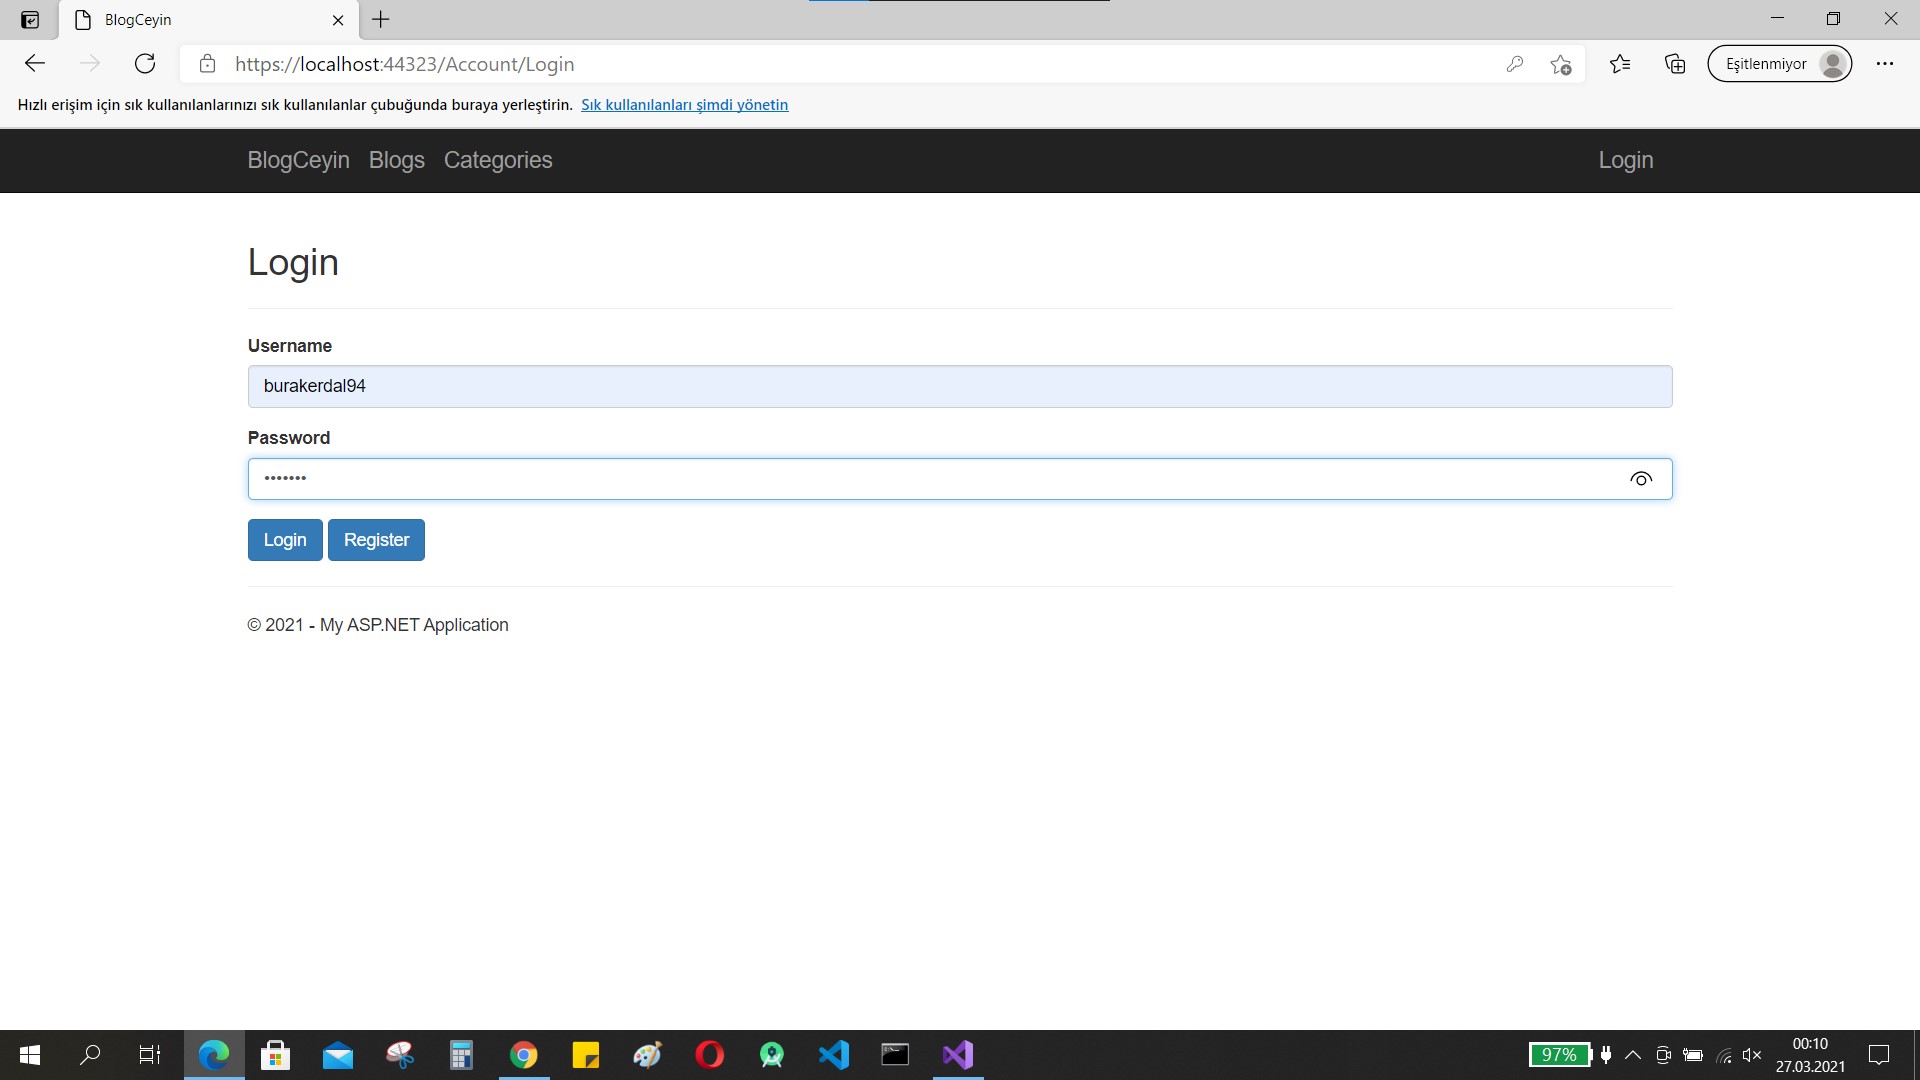 BlogCeyin
https://localhost:44323/Account/Login
Eşitlenmiyor
Hızlı erişim için sık kullanılanlarınızı sık kullanılanlar çubuğunda buraya yerleştirin. Sık kullanılanları şimdi yönetin
BlogCeyin Blogs Categories Login
Login
Username
burakerdal94
Password
•••••••
Login Register
© 2021 - My ASP.NET Application
97%
00:10
27.03.2021